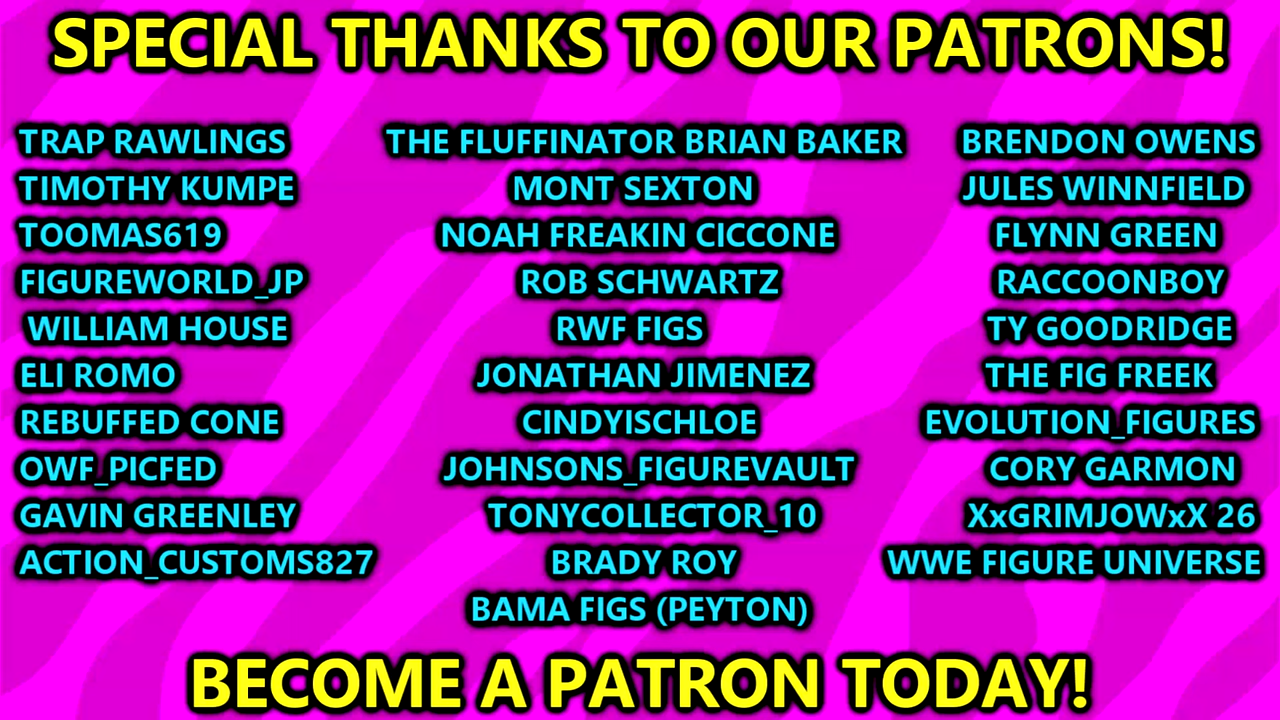 SPECIAL THANKS TO OUR PATRONS!
TRAP RAWLINGS
TIMOTHY KUMPE
TOOMAS619
FIGUREWORLD_JP
WILLIAM HOUSE
ELI ROMO
REBUFFED CONE
OWF_PICFED
GAVIN GREENLEY
ACTION_CUSTOMS827
THE FLUFFINATOR BRIAN BAKER
MONT SEXTON
NOAH FREAKIN CICCONE
ROB SCHWARTZ
RWF FIGS
JONATHAN JIMENEZ
CINDYISCHLOE
JOHNSONS_FIGUREVAULT
TONYCOLLECTOR_10
BRADY ROY
BAMA FIGS (PEYTON)
BRENDON OWENS
JULES WINNFIELD
FLYNN GREEN
RACCOONBOY
TY GOODRIDGE
THE FIG FREEK
EVOLUTION_FIGURES
CORY GARMON
XxGRIMJOWxX 26
WWE FIGURE UNIVERSE
BECOME A PATRON TODAY!